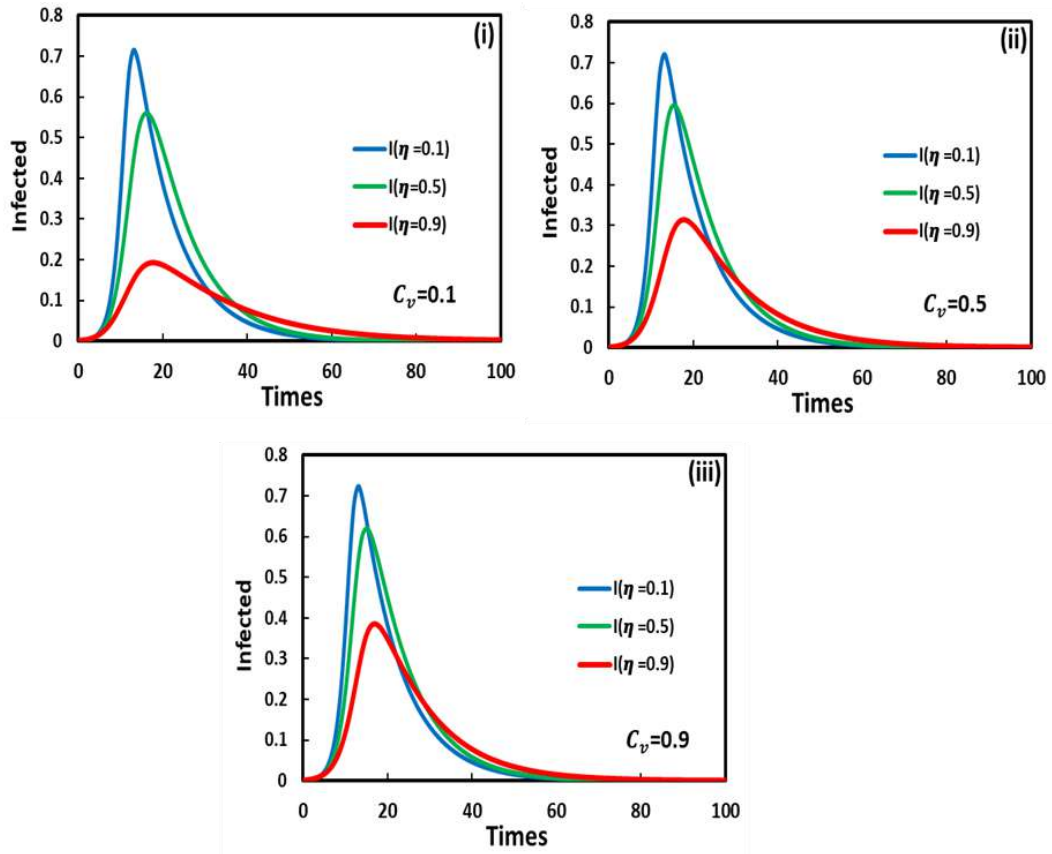 (i)
0.8
0.7
0.6
0.5
0.4
0.3
0.2
0.1
0
Infected
I(η =0.1)
I(η=0.5)
I(η=0.9)
C_v=0.1
0 20 40 60 80 100
Times
(ii)
0.8
0.7
0.6
0.5
0.4
0.3
0.2
0.1
0
Infected
I(η =0.1)
I(η =0.5)
I(η=0.9)
C_v=0.5
0 20 40 60 80 100
Times
(iii)
0.8
0.7
0.6
0.5
0.4
0.3
0.2
0.1
0
Infected
I(η =0.1)
I(η =0.5)
I(η =0.9)
C_v=0.9
0 20 40 60 80 100
Times